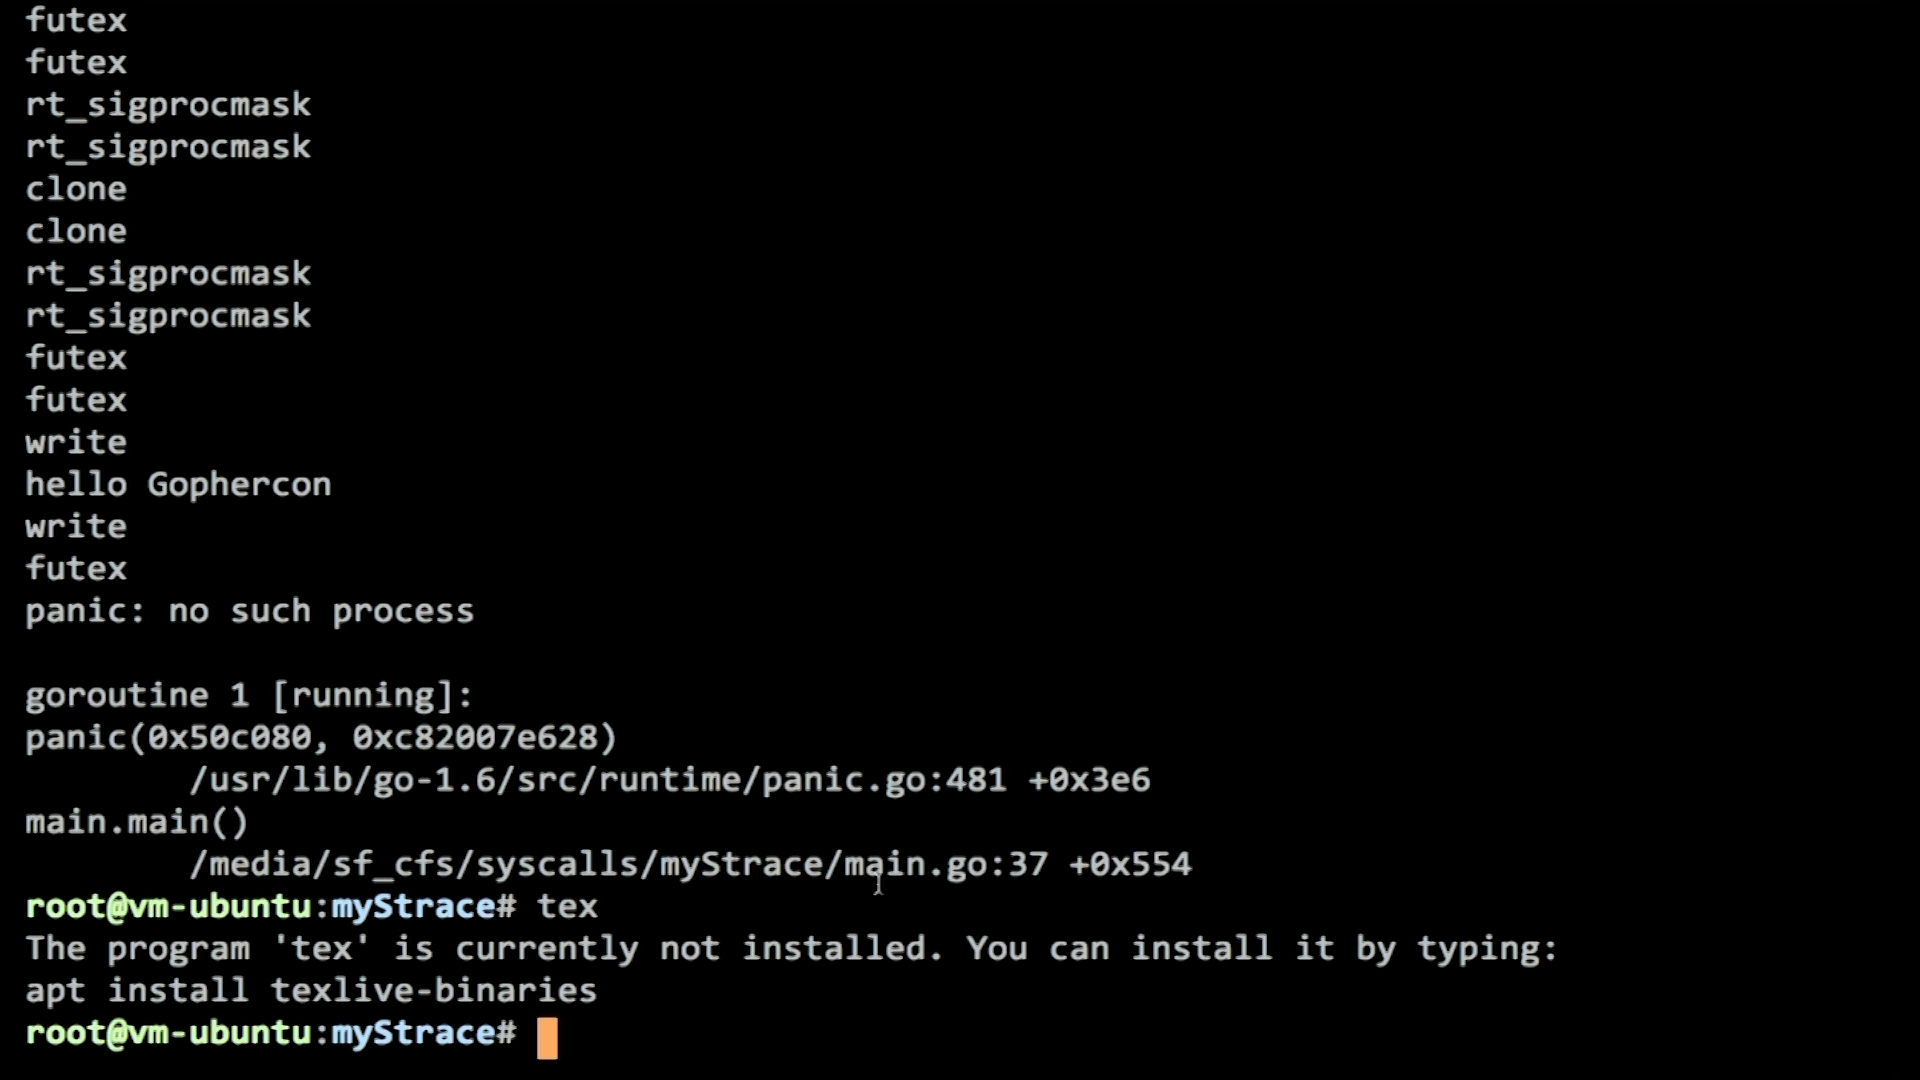 futex
futex
rt_sigprocmask
rt_sigprocmask
clone
clone
rt_sigprocmask
rt_sigprocmask
futex
futex
write
hello Gophercon
write
futex
panic: no such process
goroutine 1 [running]:
panic(0x50c080, 0xc82007e628)
/usr/lib/go-1.6/src/runtime/panic.go:481 +0x3e6
main.main()
/media/sf_cfs/syscalls/myStrace/main.go:37 +0x554
root@vm-ubuntu:myStrace# tex
The program 'tex' is currently not installed. You can install it by typing:
apt install texlive-binaries
root@vm-ubuntu:myStrace#